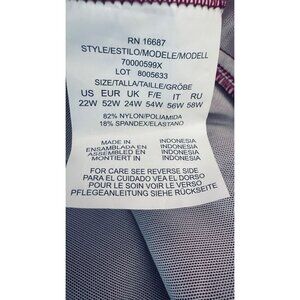 RN 16687
STYLE/ESTILO/MODELE/MODELL
70000599X
LOT 8005633
SIZE/TALLA/TAILLE/GRÖBE
US EUR UK F/E IT RU
22W 52W 24W 54W 56W 58W
82% NYLON/POLIAMIDA
18% SPANDEX/ELASTANO
MADE IN INDONESIA
ENSAMBLADA EN INDONESIA
ASSEMBLED EN INDONESIA
MONTIERT IN INDONESIA
FOR CARE SEE REVERSE SIDE
PARA EL CUIDADO VEA EL DORSO
POUR LE SOIN VOIR LE VERSO
PFLEGEANLEITUNG SIEHE RÜCKSEITE